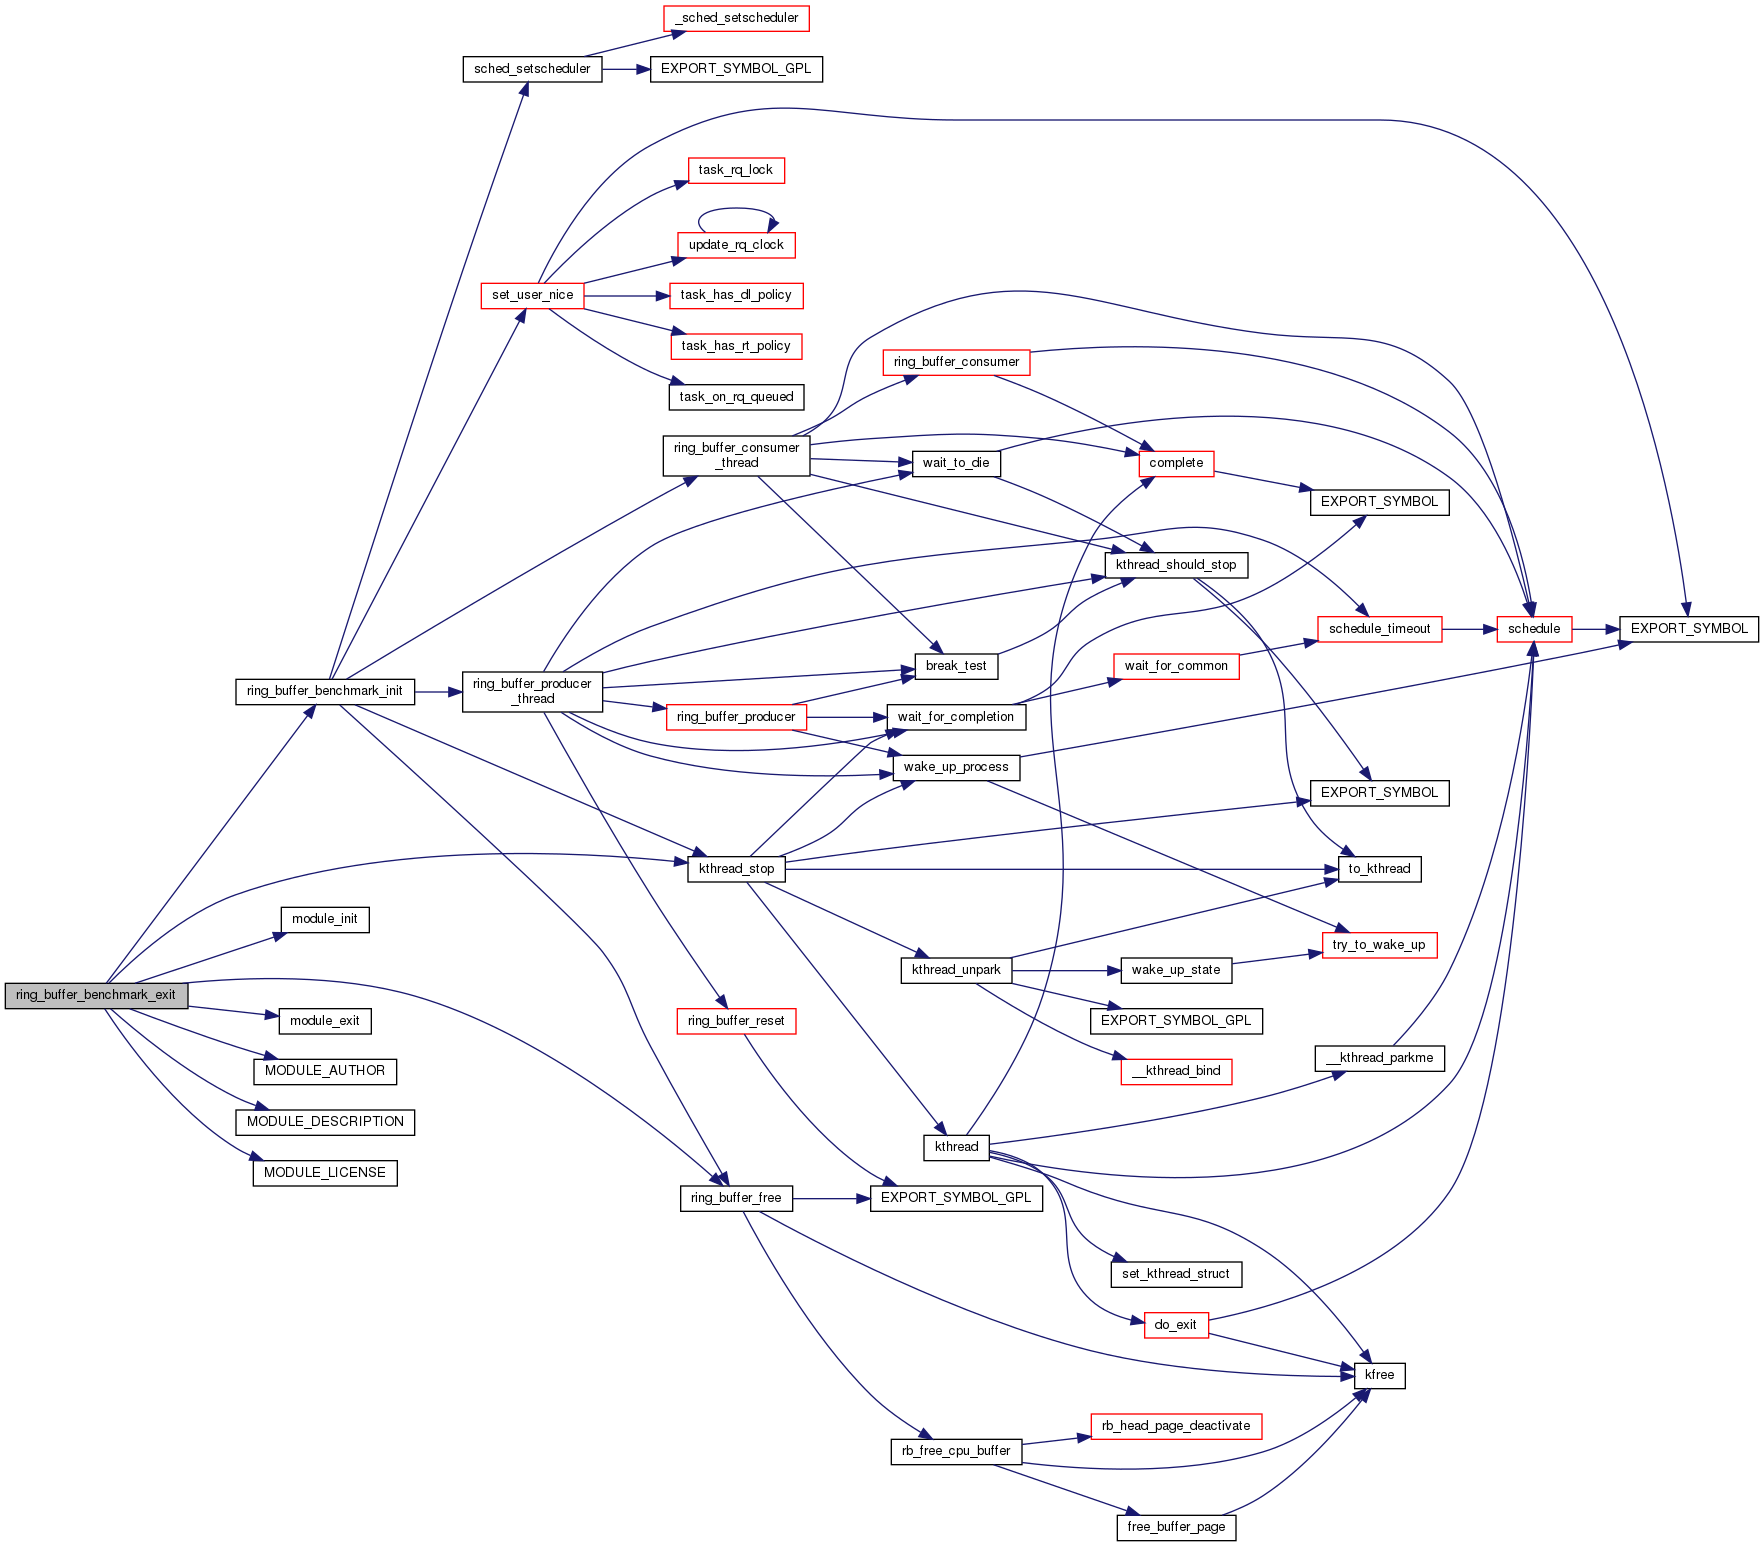 _sched_setscheduler
sched_setscheduler
EXPORT_SYMBOL_GPL
task_rq_lock
update_rq_clock
set_user_nice
task_has_dl_policy
task_has_rt_policy
task_on_rq_queued
ring_buffer_consumer
ring_buffer_consumer
_thread
wait_to_die
complete
EXPORT_SYMBOL
kthread_should_stop
schedule_timeout
schedule
EXPORT_SYMBOL
break_test
wait_for_common
ring_buffer_benchmark_init
ring_buffer_producer
_thread
ring_buffer_producer
wait_for_completion
wake_up_process
EXPORT_SYMBOL
kthread_stop
to_kthread
module_init
try_to_wake_up
kthread_unpark
wake_up_state
ring_buffer_benchmark_exit
module_exit
ring_buffer_reset
EXPORT_SYMBOL_GPL
__kthread_parkme
MODULE_AUTHOR
__kthread_bind
MODULE_DESCRIPTION
kthread
MODULE_LICENSE
ring_buffer_free
EXPORT_SYMBOL_GPL
set_kthread_struct
do_exit
kfree
rb_head_page_deactivate
rb_free_cpu_buffer
free_buffer_page